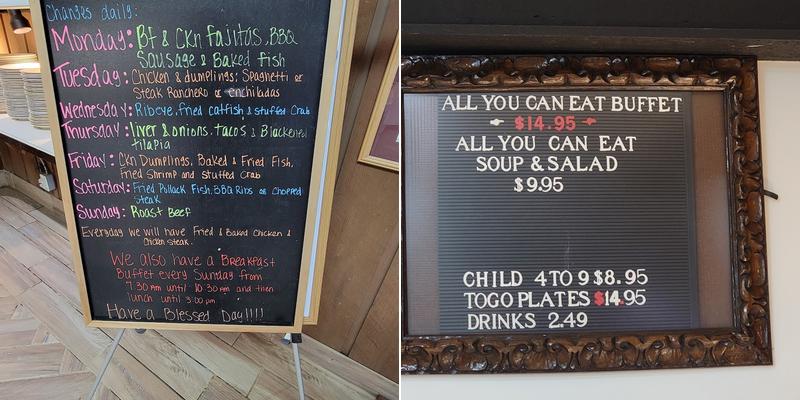 Changes daily:
Monday: Bf & Ckn fajitas, BBQ
Sausage & Baked fish
Tuesday: Chicken & dumplings; Spaghetti or
Steak Ranchero or enchiladas
Wednesday: Ribeye, fried catfish & stuffed Crab
Thursday: liver & onions, tacos & Blackened
tilapia
Friday: Ckn Dumplings, Baked & Fried Fish,
fried Shrimp and stuffed Crab
Saturday: Fried Pollack Fish, BBQ Ribs or Chopped
Steak
Sunday: Roast Beef
Everyday we will have Fried & Baked Chicken &
Chicken steak.
We also have a Breakfast
Buffet every Sunday from
7:30 am until 10:30 am and then
lunch until 3:00 pm
Have a Blessed Day!!!!
ALL YOU CAN EAT BUFFET
$14.95
ALL YOU CAN EAT
SOUP & SALAD
$9.95
CHILD 4 TO 9 $8.95
TOGO PLATES $14.95
DRINKS 2.49